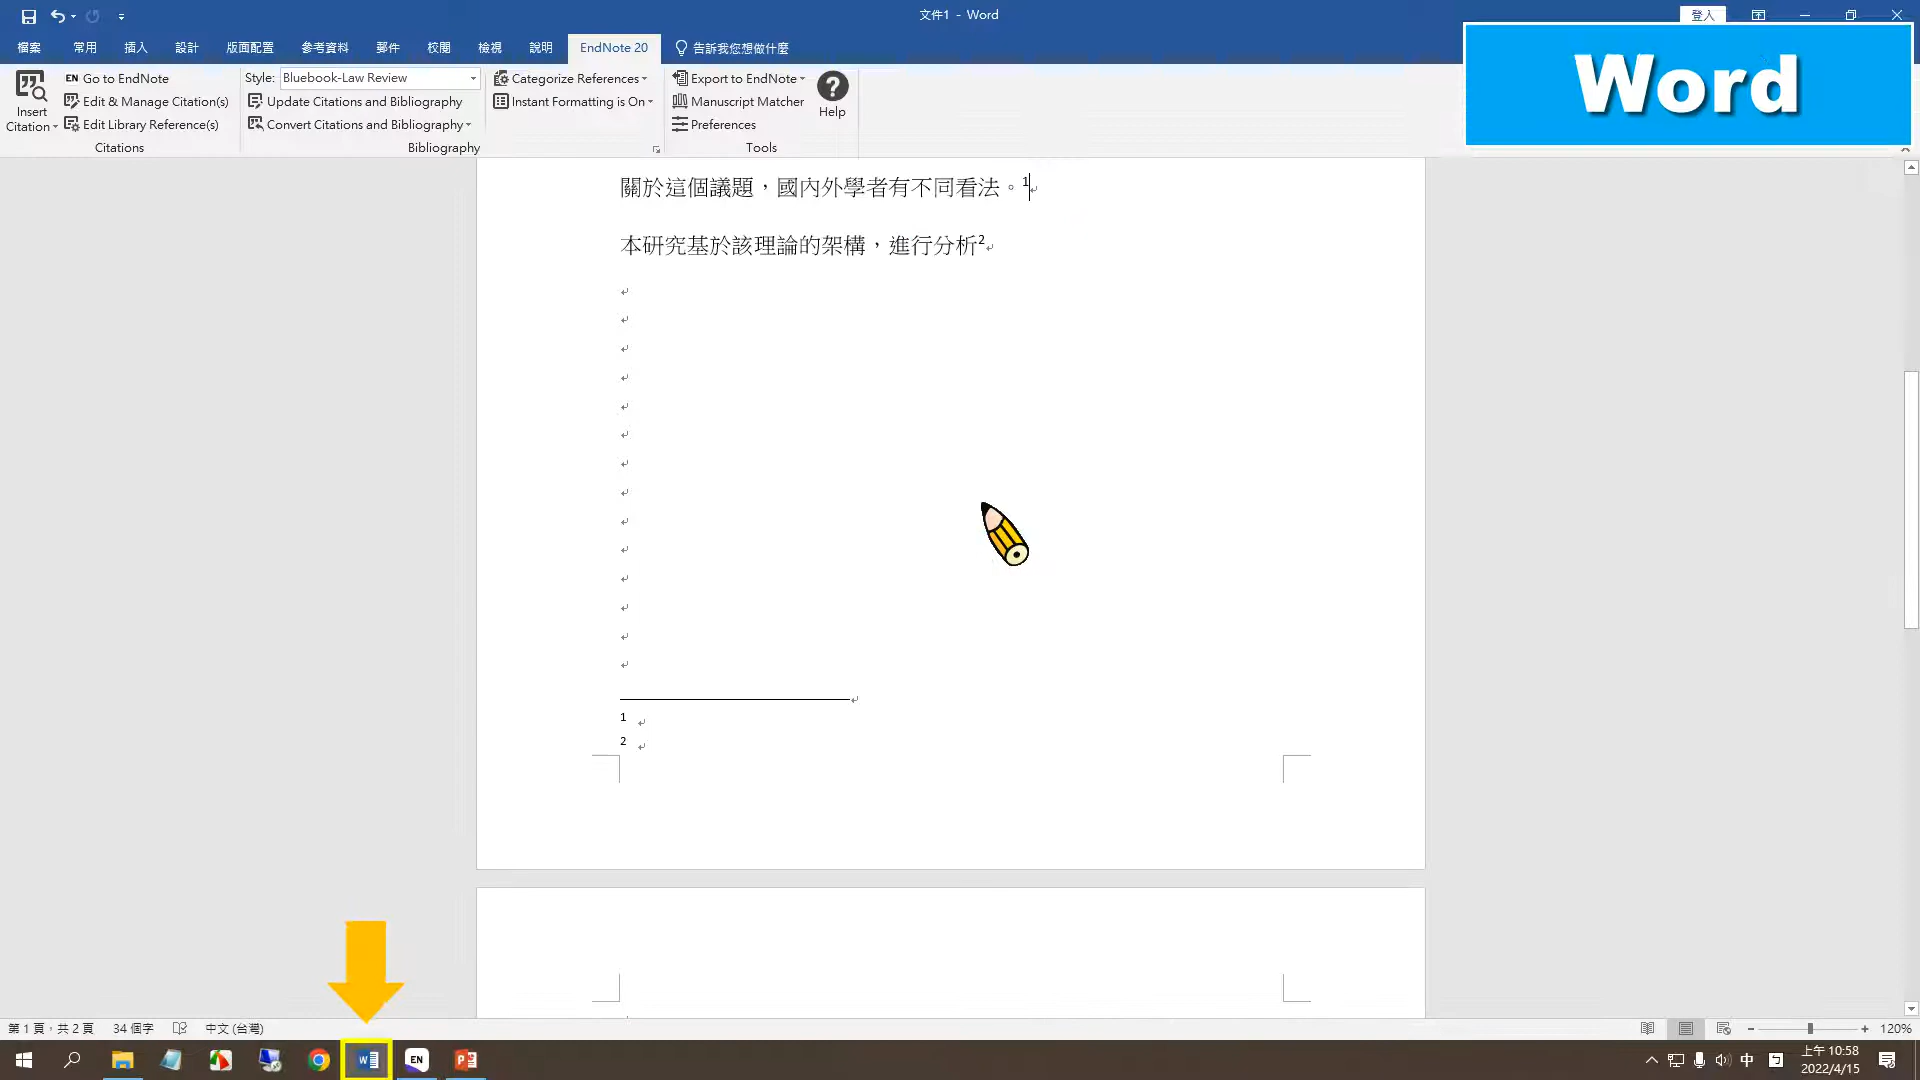 文件1 - Word
登入
檔案 常用 插入 設計 版面配置 參考資料 郵件 校閱 檢視 說明 EndNote 20 告訴我您想做什麼
Word
Insert Citation
EN Go to EndNote
Edit & Manage Citation(s)
Edit Library Reference(s)
Citations
Style: Bluebook-Law Review
Update Citations and Bibliography
Convert Citations and Bibliography
Bibliography
Categorize References
Instant Formatting is On
Export to EndNote
Manuscript Matcher
Preferences
Tools
? Help
關於這個議題，國內外學者有不同看法。1
本研究基於該理論的架構，進行分析2
1
2
第 1 頁，共 2 頁 34 個字 中文 (台灣)
120%
W EN P
中
上午 10:58
2022/4/15